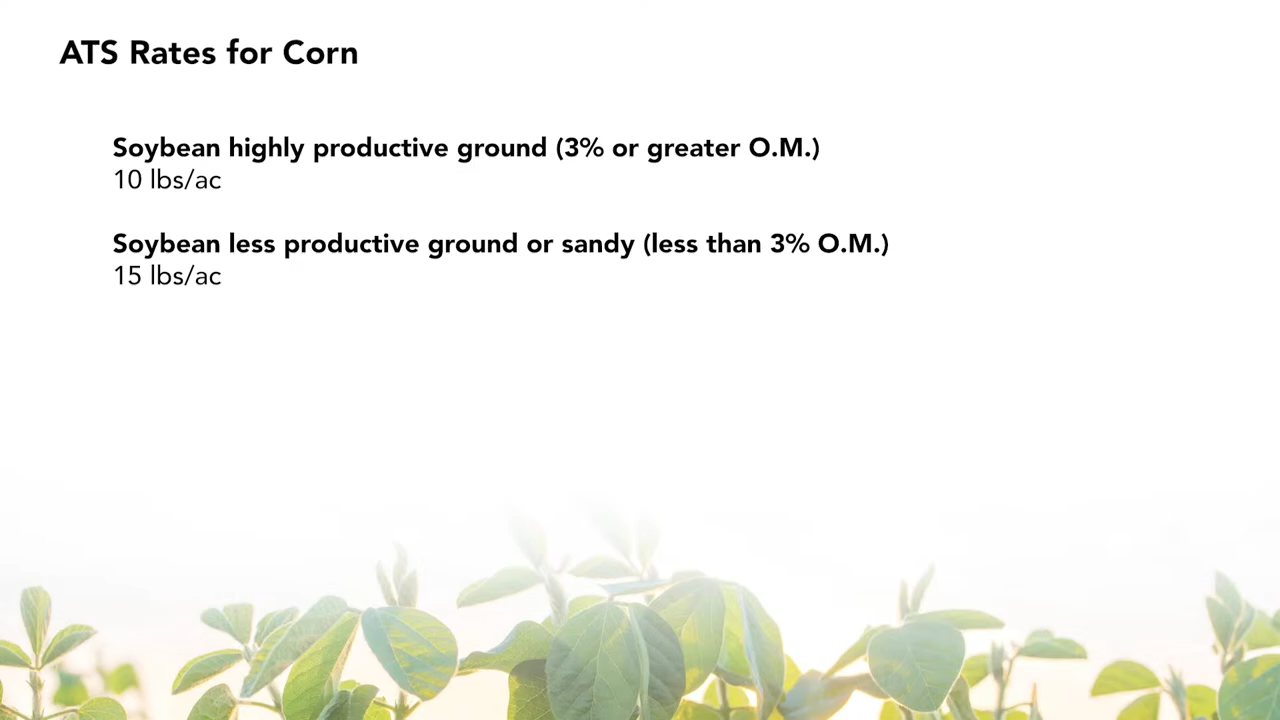 ATS Rates for Corn
Soybean highly productive ground (3% or greater O.M.)
10 lbs/ac
Soybean less productive ground or sandy (less than 3% O.M.)
15 lbs/ac